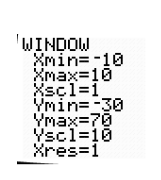 WINDOW
Xmin=-10
Xmax=10
Xscl=1
Ymin=-30
Ymax=70
Yscl=10
Xres=1